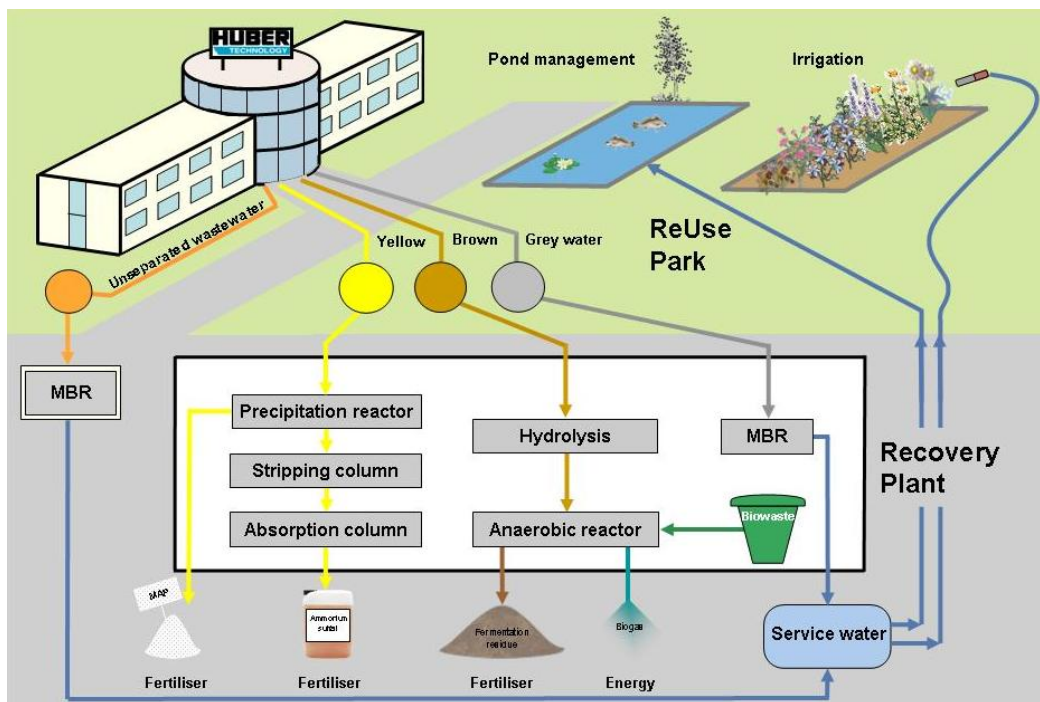 HUBER
TECHNOLOGY
Pond management
Irrigation
Unseparated wastewater
Yellow
Brown
Grey water
ReUse
Park
MBR
Precipitation reactor
Hydrolysis
MBR
Stripping column
Recovery
Plant
Absorption column
Anaerobic reactor
Biowaste
MAP
Ammorium
sulfat
Fermentation
residue
Biogas
Service water
Fertiliser
Fertiliser
Fertiliser
Energy